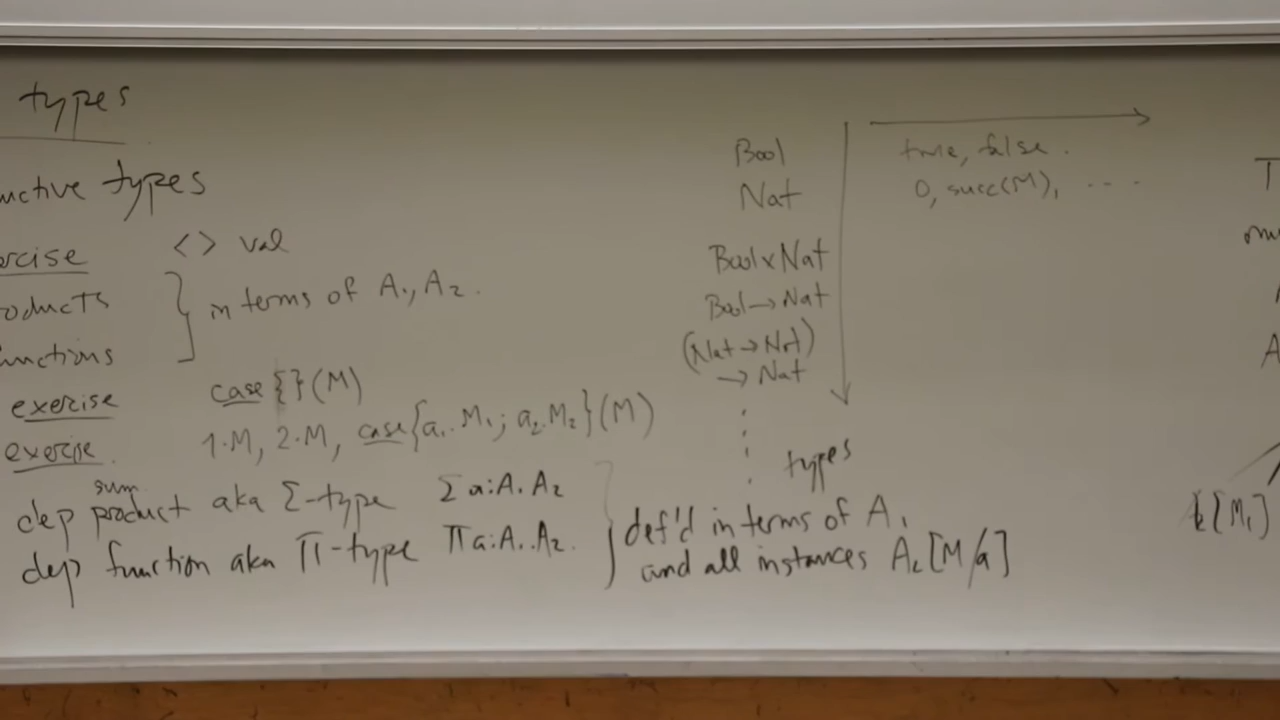 types
uctive types
ercise <> val
oducts } in terms of A₁, A₂.
unctions
exercise case{}(M)
exercise. 1·M, 2·M, case{a₁.M₁; a₂.M₂}(M)
sum
dep product aka Σ-type Σa:A₁.A₂
dep function aka Π-type Πa:A₁.A₂.
} def'd in terms of A₁
and all instances A₂[M/a]
Bool true, false.
Nat 0, succ(M), ....
Bool×Nat
Bool→Nat
(Nat→Nat)
→Nat
types
T
A
[M₁]